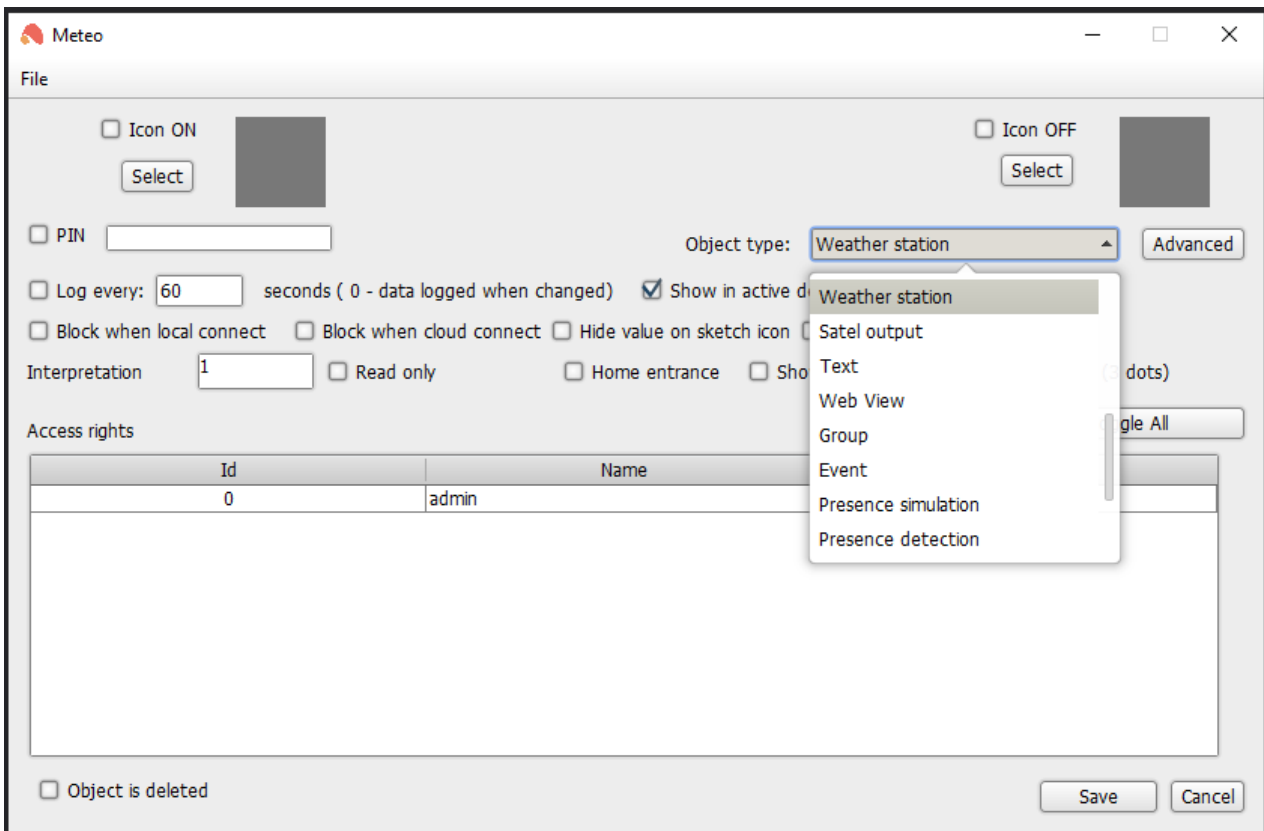 Meteo
File
Icon ON
Icon OFF
Select
Select
PIN
Object type:
Weather station
Advanced
Log every:
60
seconds ( 0 - data logged when changed)
Show in active
Weather station
Block when local connect
Block when cloud connect
Hide value on sketch icon
Satel output
Interpretation
1
Read only
Home entrance
Text
dots)
Web View
Access rights
Group
All
Id
Name
Event
0
admin
Presence simulation
Presence detection
Object is deleted
Save
Cancel